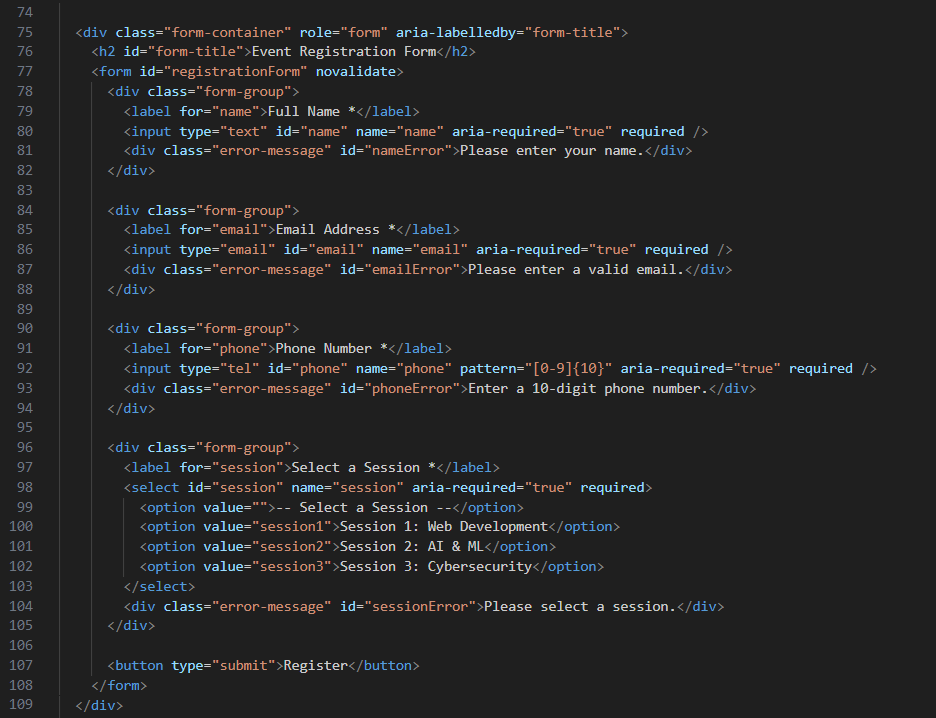 74
75 <div class="form-container" role="form" aria-labelledby="form-title">
76 <h2 id="form-title">Event Registration Form</h2>
77 <form id="registrationForm" novalidate>
78 <div class="form-group">
79 <label for="name">Full Name *</label>
80 <input type="text" id="name" name="name" aria-required="true" required />
81 <div class="error-message" id="nameError">Please enter your name.</div>
82 </div>
83
84 <div class="form-group">
85 <label for="email">Email Address *</label>
86 <input type="email" id="email" name="email" aria-required="true" required />
87 <div class="error-message" id="emailError">Please enter a valid email.</div>
88 </div>
89
90 <div class="form-group">
91 <label for="phone">Phone Number *</label>
92 <input type="tel" id="phone" name="phone" pattern="[0-9]{10}" aria-required="true" required />
93 <div class="error-message" id="phoneError">Enter a 10-digit phone number.</div>
94 </div>
95
96 <div class="form-group">
97 <label for="session">Select a Session *</label>
98 <select id="session" name="session" aria-required="true" required>
99 <option value="">-- Select a Session --</option>
100 <option value="session1">Session 1: Web Development</option>
101 <option value="session2">Session 2: AI & ML</option>
102 <option value="session3">Session 3: Cybersecurity</option>
103 </select>
104 <div class="error-message" id="sessionError">Please select a session.</div>
105 </div>
106
107 <button type="submit">Register</button>
108 </form>
109 </div>